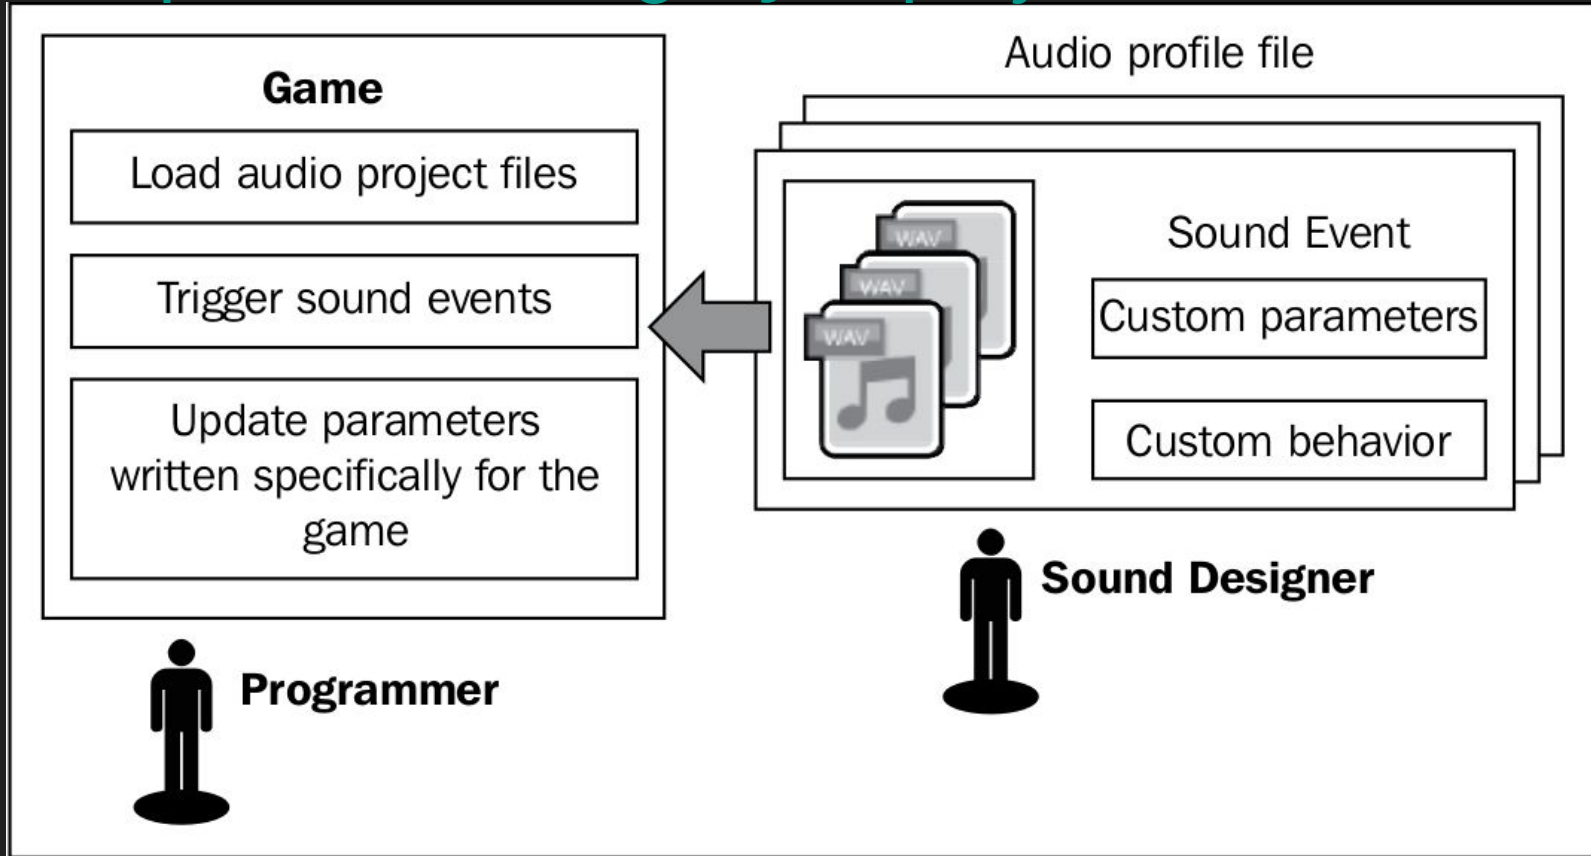 Game
Load audio project files
Trigger sound events
Update parameters
written specifically for the
game
Programmer
Audio profile file
WAV
WAV
WAV
Sound Event
Custom parameters
Custom behavior
Sound Designer